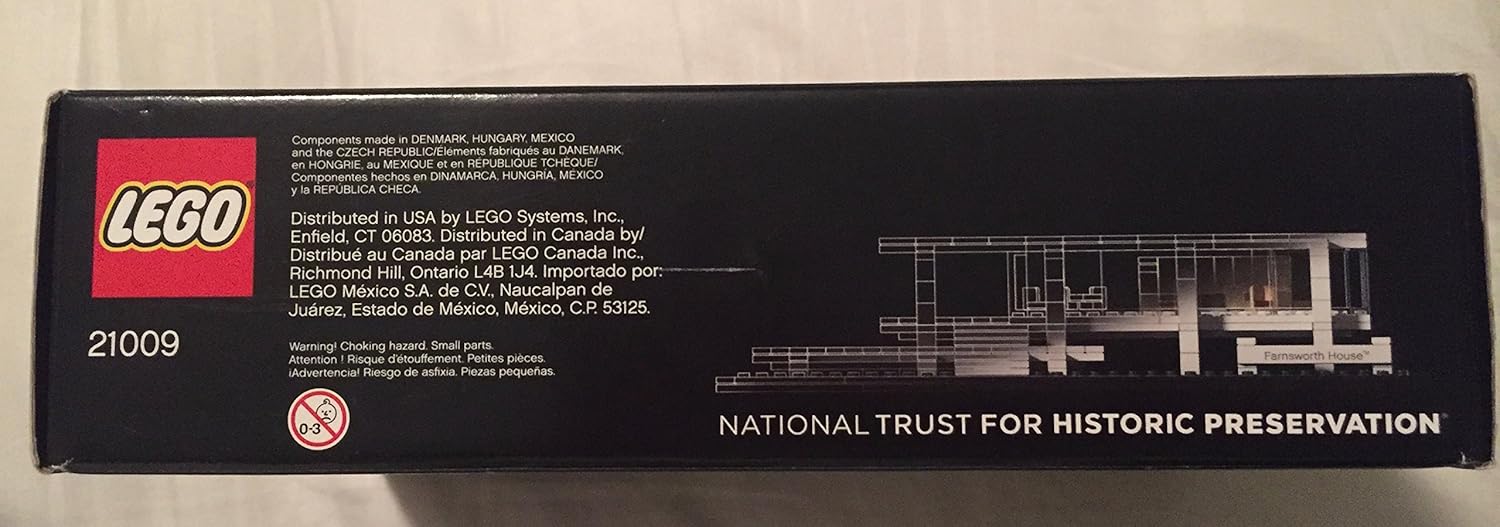 LEGO
21009
Components made in DENMARK, HUNGARY, MEXICO
and the CZECH REPUBLIC/Éléments fabriqués au DANEMARK,
en HONGRIE, au MEXIQUE et en RÉPUBLIQUE TCHÈQUE/
Componentes hechos en DINAMARCA, HUNGRÍA, MÉXICO
y la REPÚBLICA CHECA.
Distributed in USA by LEGO Systems, Inc.,
Enfield, CT 06083. Distributed in Canada by/
Distribué au Canada par LEGO Canada Inc.,
Richmond Hill, Ontario L4B 1J4. Importado por:
LEGO México S.A. de C.V., Naucalpan de
Juárez, Estado de México, México, C.P. 53125.
Warning! Choking hazard. Small parts.
Attention ! Risque d'étouffement. Petites pièces.
¡Advertencia! Riesgo de asfixia. Piezas pequeñas.
0-3
Farnsworth House™
NATIONAL TRUST FOR HISTORIC PRESERVATION®